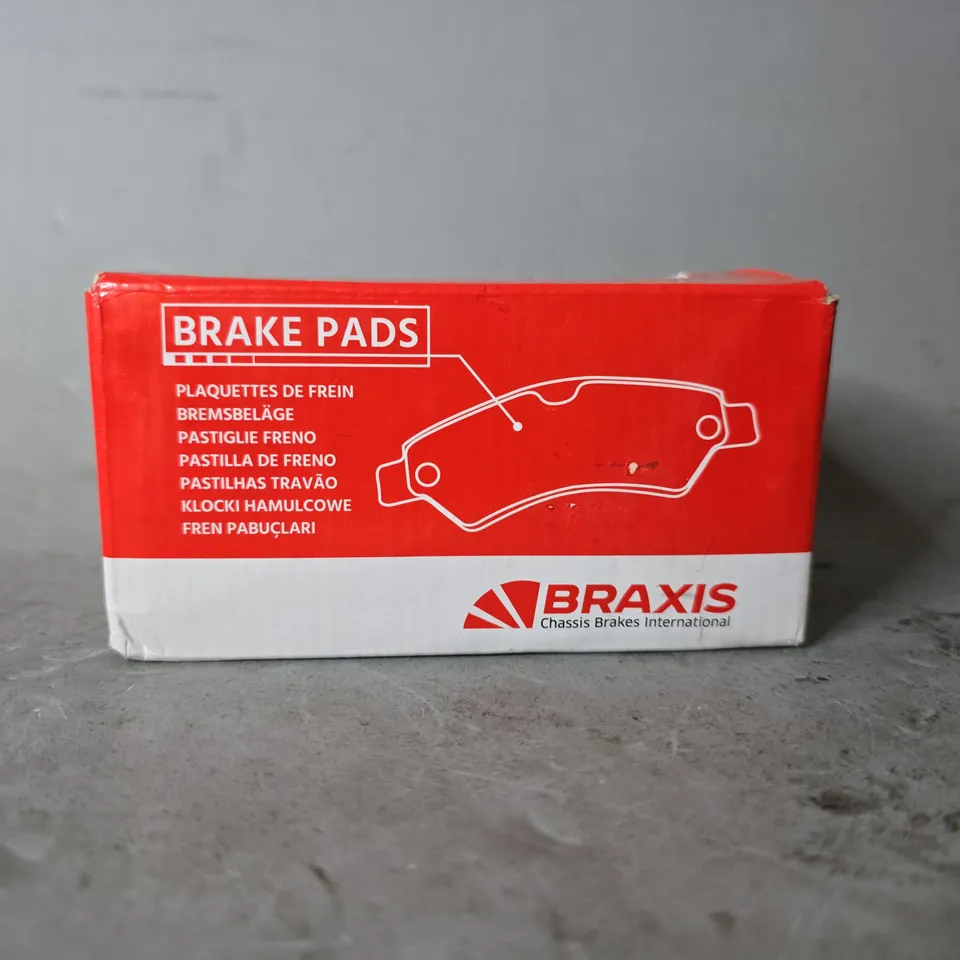 BRAKE PADS
PLAQUETTES DE FREIN
BREMSBELÄGE
PASTIGLIE FRENO
PASTILLA DE FRENO
PASTILHAS TRAVÃO
KLOCKI HAMULCOWE
FREN PABUÇLARI
BRAXIS
Chassis Brakes International